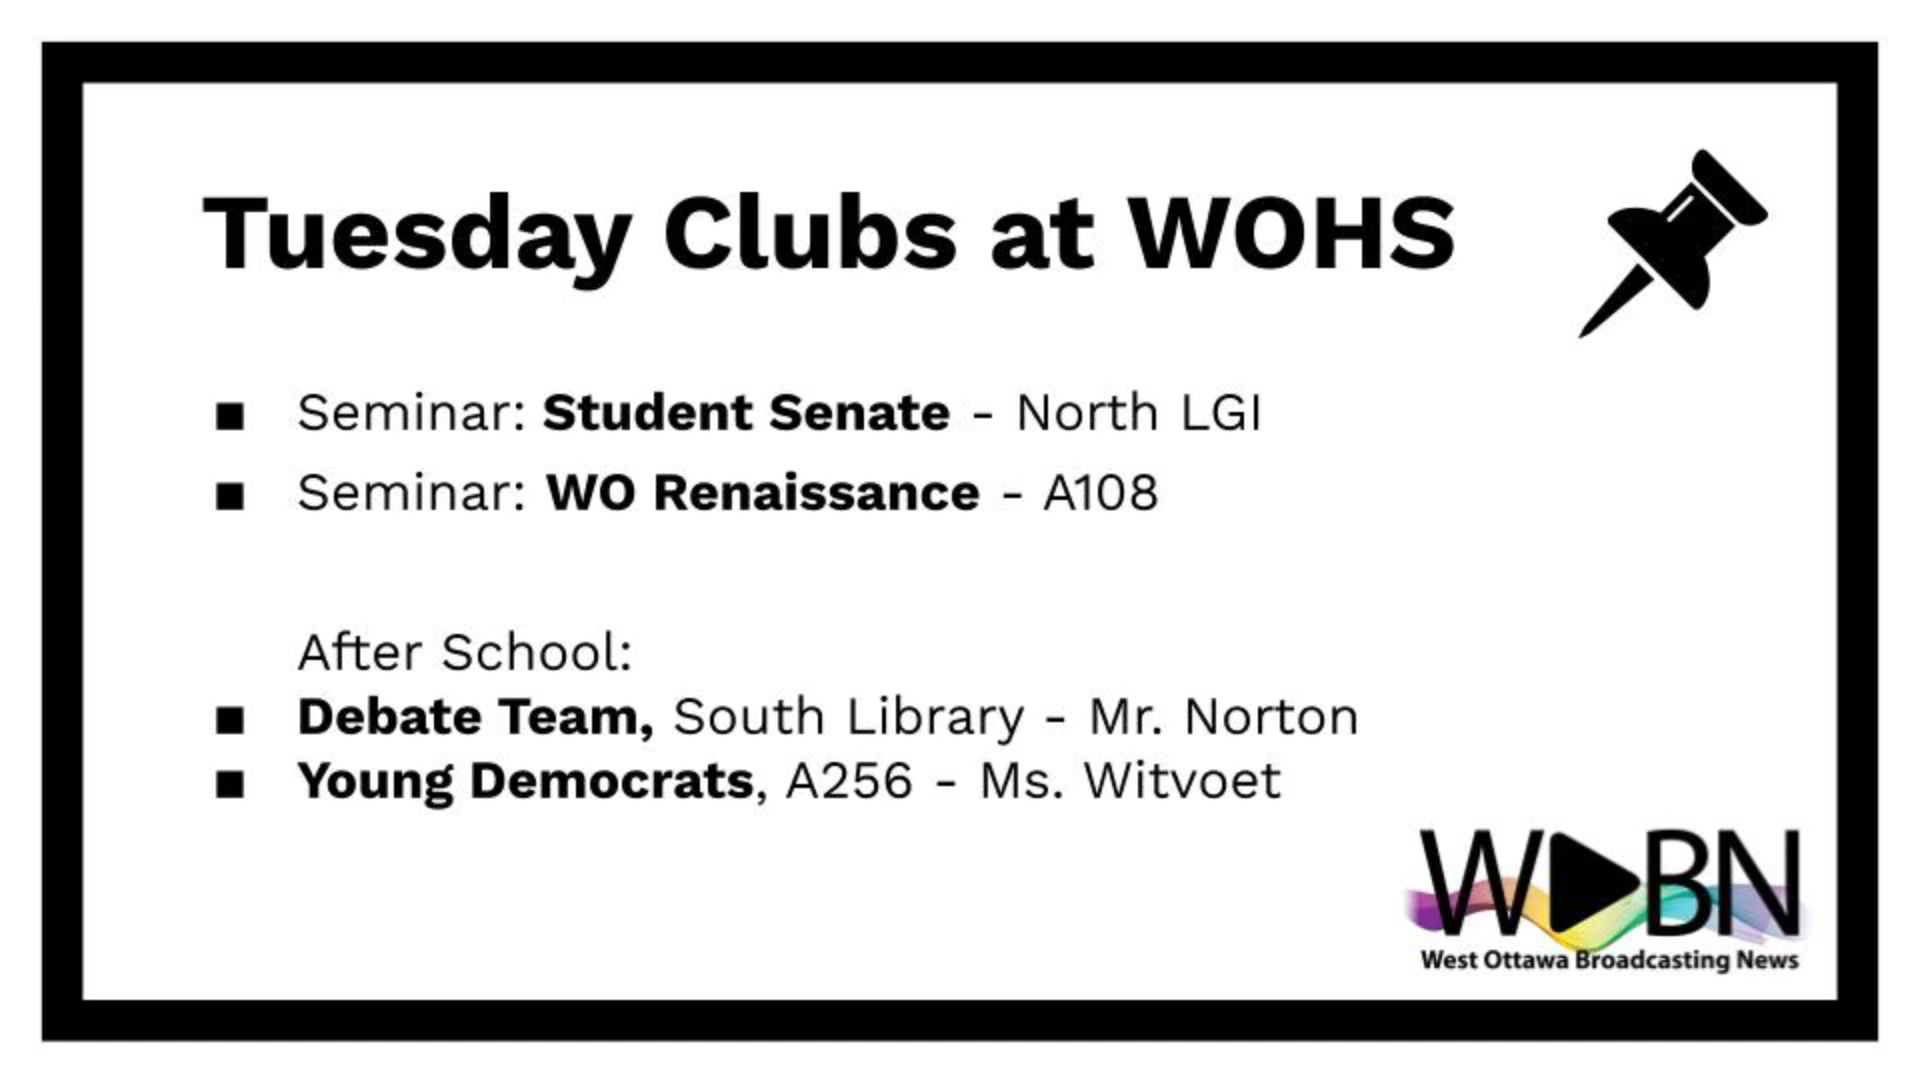 Tuesday Clubs at WOHS
■ Seminar: Student Senate - North LGI
■ Seminar: WO Renaissance - A108
After School:
■ Debate Team, South Library - Mr. Norton
■ Young Democrats, A256 - Ms. Witvoet
W▶BN
West Ottawa Broadcasting News